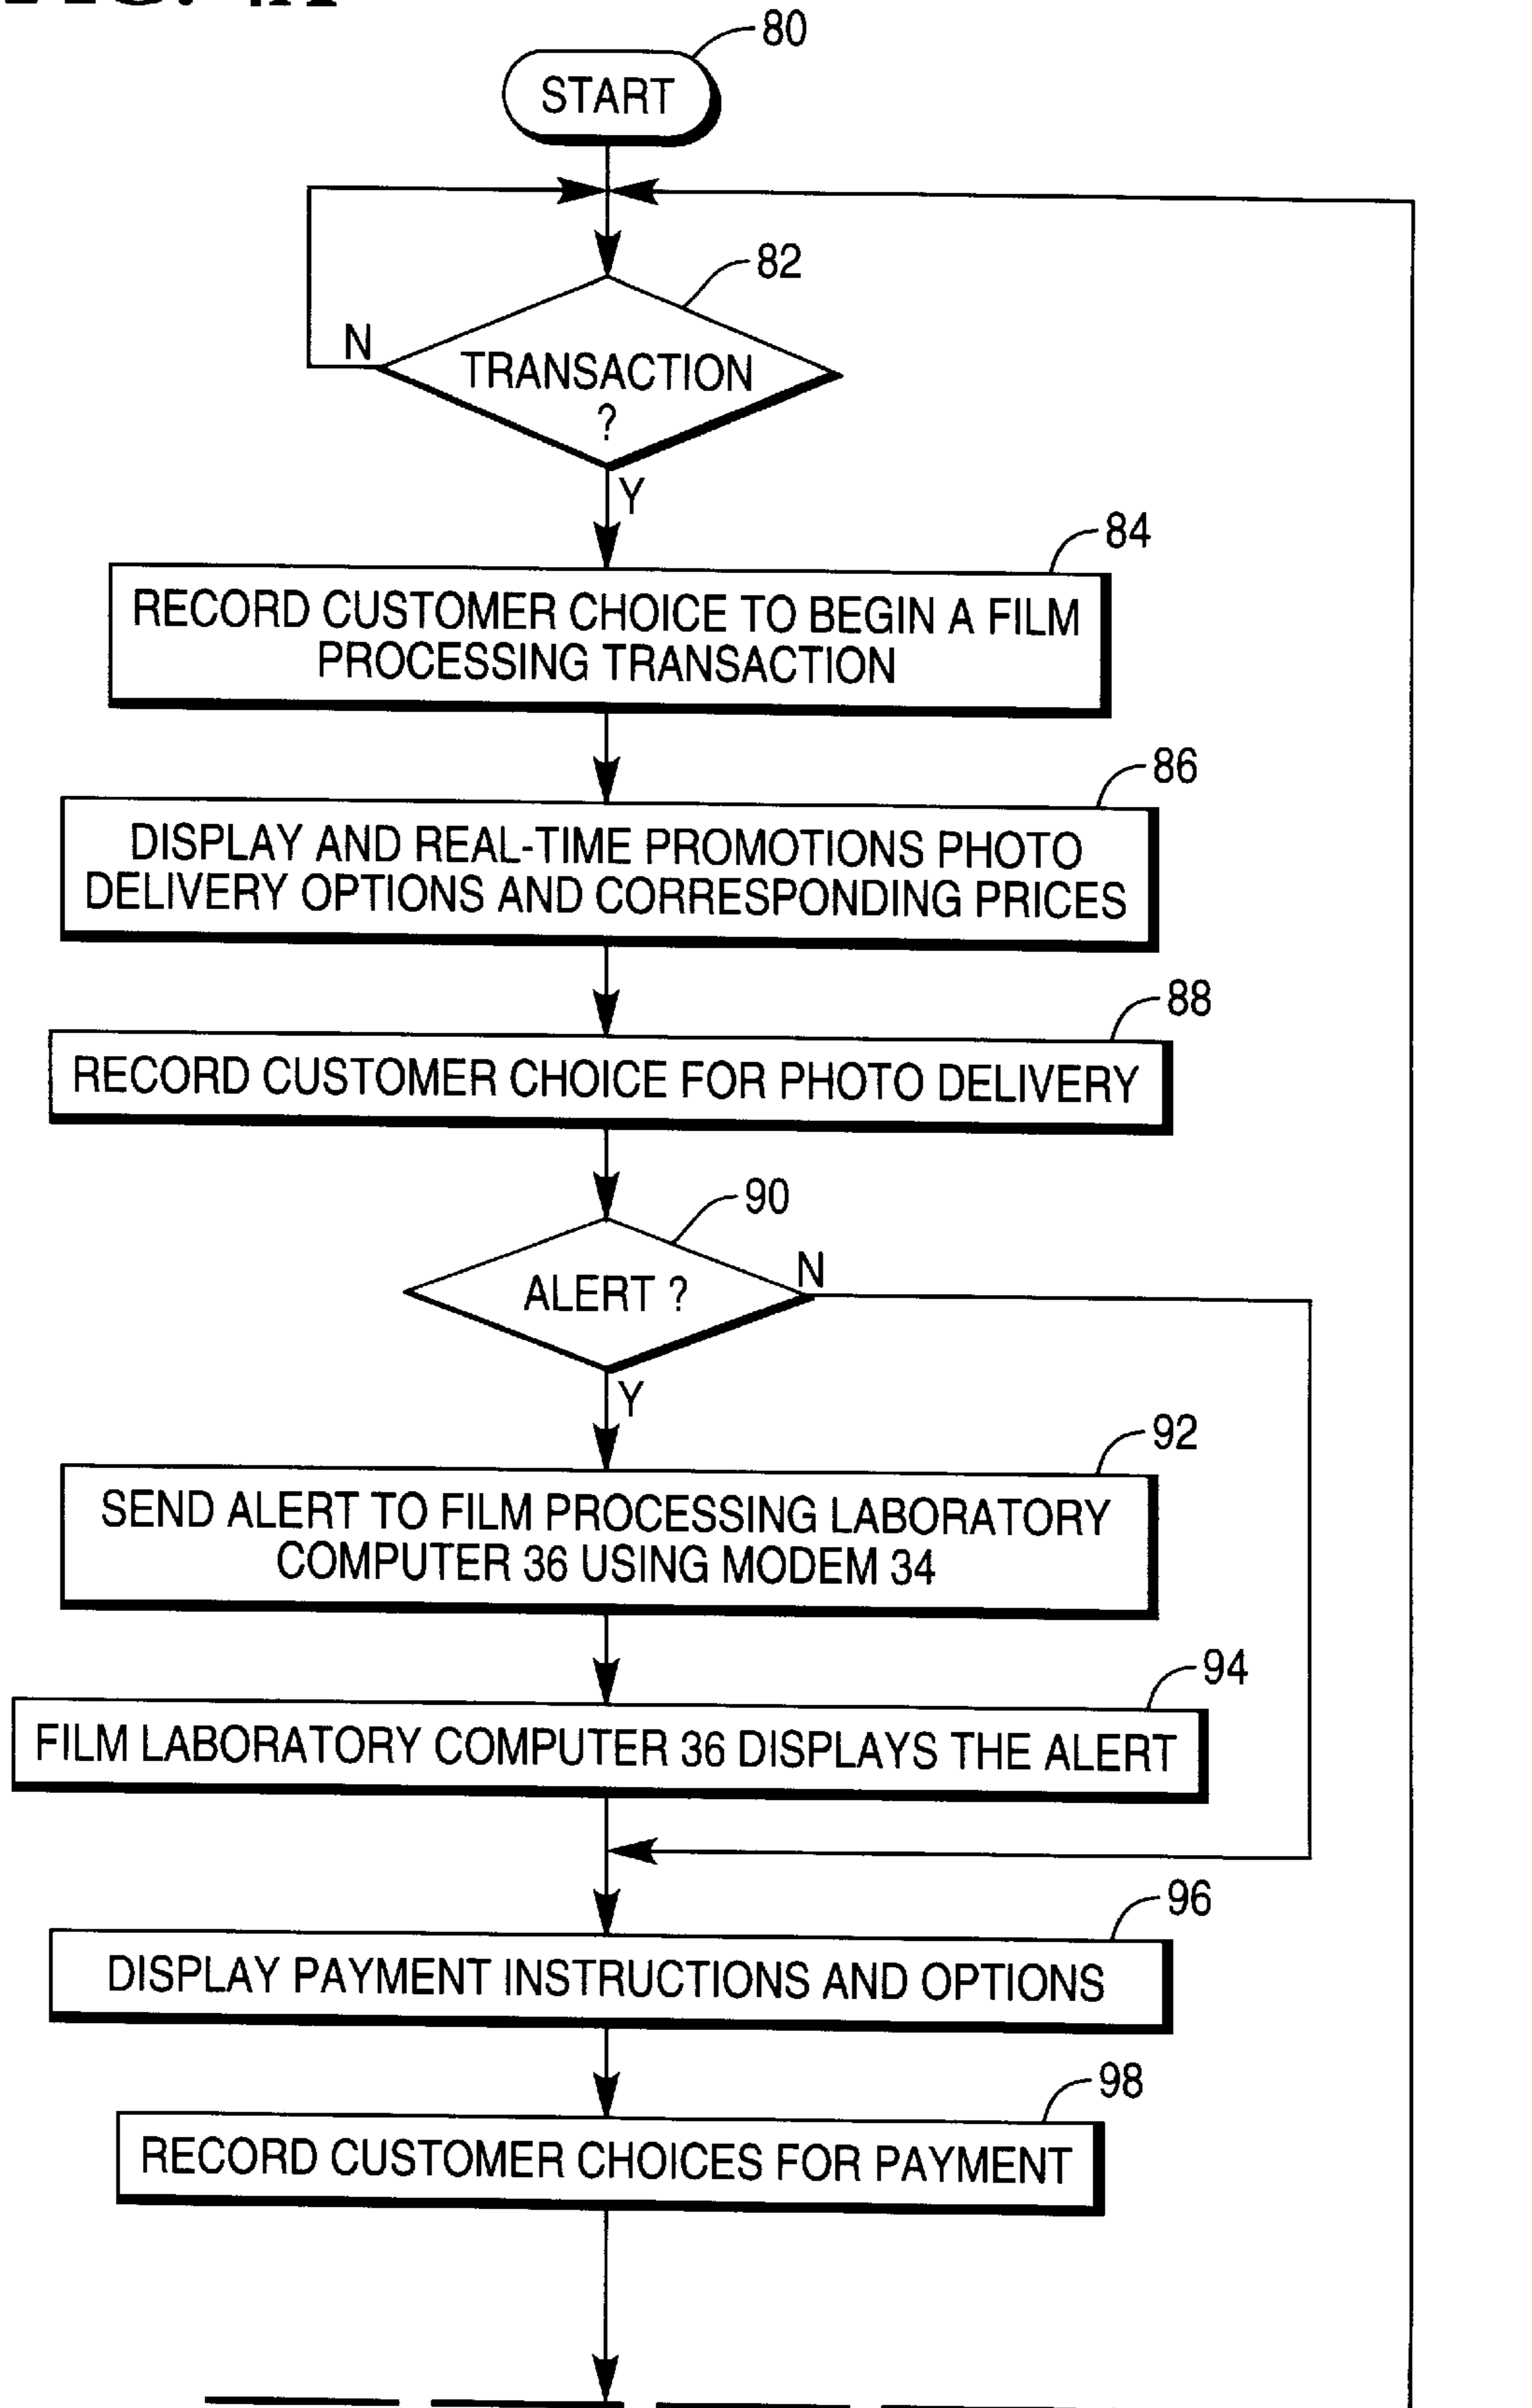 80
START
82
N
TRANSACTION
?
Y
84
RECORD CUSTOMER CHOICE TO BEGIN A FILM
PROCESSING TRANSACTION
86
DISPLAY AND REAL-TIME PROMOTIONS PHOTO
DELIVERY OPTIONS AND CORRESPONDING PRICES
88
RECORD CUSTOMER CHOICE FOR PHOTO DELIVERY
90
N
ALERT ?
Y
92
SEND ALERT TO FILM PROCESSING LABORATORY
COMPUTER 36 USING MODEM 34
94
FILM LABORATORY COMPUTER 36 DISPLAYS THE ALERT
96
DISPLAY PAYMENT INSTRUCTIONS AND OPTIONS
98
RECORD CUSTOMER CHOICES FOR PAYMENT